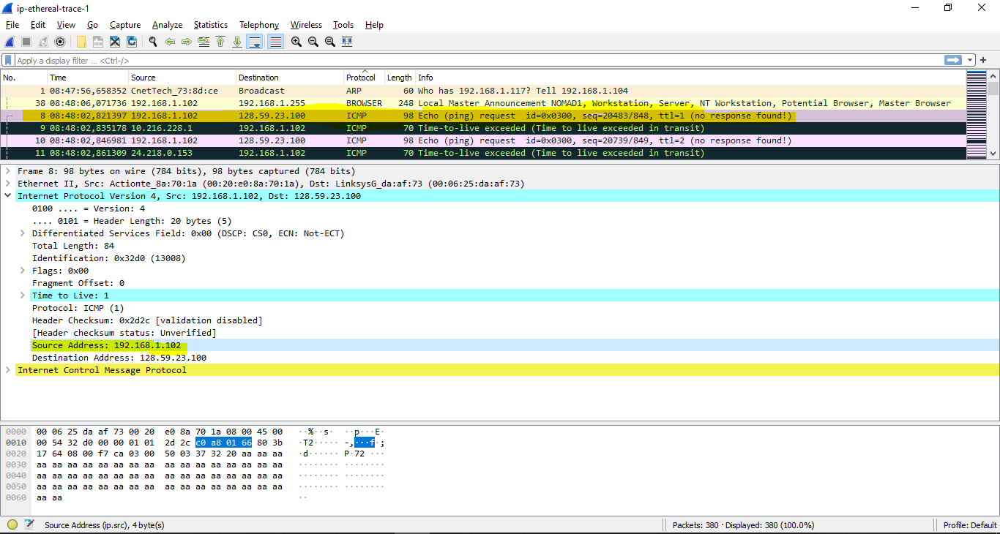 ip-ethereal-trace-1
File Edit View Go Capture Analyze Statistics Telephony Wireless Tools Help
Apply a display filter ... <Ctrl-/>
No. Time Source Destination Protocol Length Info
1 08:47:56,658352 CnetTech_73:8d:ce Broadcast ARP 60 Who has 192.168.1.117? Tell 192.168.1.104
38 08:48:06,071736 192.168.1.102 192.168.1.255 BROWSER 248 Local Master Announcement NOMAD1, Workstation, Server, NT Workstation, Potential Browser, Master Browser
8 08:48:02,821397 192.168.1.102 128.59.23.100 ICMP 98 Echo (ping) request id=0x0300, seq=20483/848, ttl=1 (no response found!)
9 08:48:02,835178 10.216.228.1 192.168.1.102 ICMP 70 Time-to-live exceeded (Time to live exceeded in transit)
10 08:48:02,846981 192.168.1.102 128.59.23.100 ICMP 98 Echo (ping) request id=0x0300, seq=20739/849, ttl=2 (no response found!)
11 08:48:02,861309 24.218.0.153 192.168.1.102 ICMP 70 Time-to-live exceeded (Time to live exceeded in transit)
Frame 8: 98 bytes on wire (784 bits), 98 bytes captured (784 bits)
Ethernet II, Src: Actionte_8a:70:1a (00:20:e0:8a:70:1a), Dst: LinksysG_da:af:73 (00:06:25:da:af:73)
Internet Protocol Version 4, Src: 192.168.1.102, Dst: 128.59.23.100
0100 .... = Version: 4
.... 0101 = Header Length: 20 bytes (5)
Differentiated Services Field: 0x00 (DSCP: CS0, ECN: Not-ECT)
Total Length: 84
Identification: 0x32d0 (13008)
Flags: 0x00
Fragment Offset: 0
Time to Live: 1
Protocol: ICMP (1)
Header Checksum: 0x2d2c [validation disabled]
[Header checksum status: Unverified]
Source Address: 192.168.1.102
Destination Address: 128.59.23.100
Internet Control Message Protocol
0000 00 06 25 da af 73 00 20 e0 8a 70 1a 08 00 45 00 ··%··s· ··p···E·
0010 00 54 32 d0 00 00 01 01 2d 2c c0 a8 01 66 80 3b ·T2····· -,···f·;
0020 17 64 08 00 f7 ca 03 00 50 03 37 32 20 aa aa aa ·d······ P·72 ···
0030 aa aa aa aa aa aa aa aa aa aa aa aa aa aa aa aa ········ ········
0040 aa aa aa aa aa aa aa aa aa aa aa aa aa aa aa aa ········ ········
0050 aa aa aa aa aa aa aa aa aa aa aa aa aa aa aa aa ········ ········
0060 aa aa ··
Source Address (ip.src), 4 byte(s) Packets: 380 · Displayed: 380 (100.0%) Profile: Default